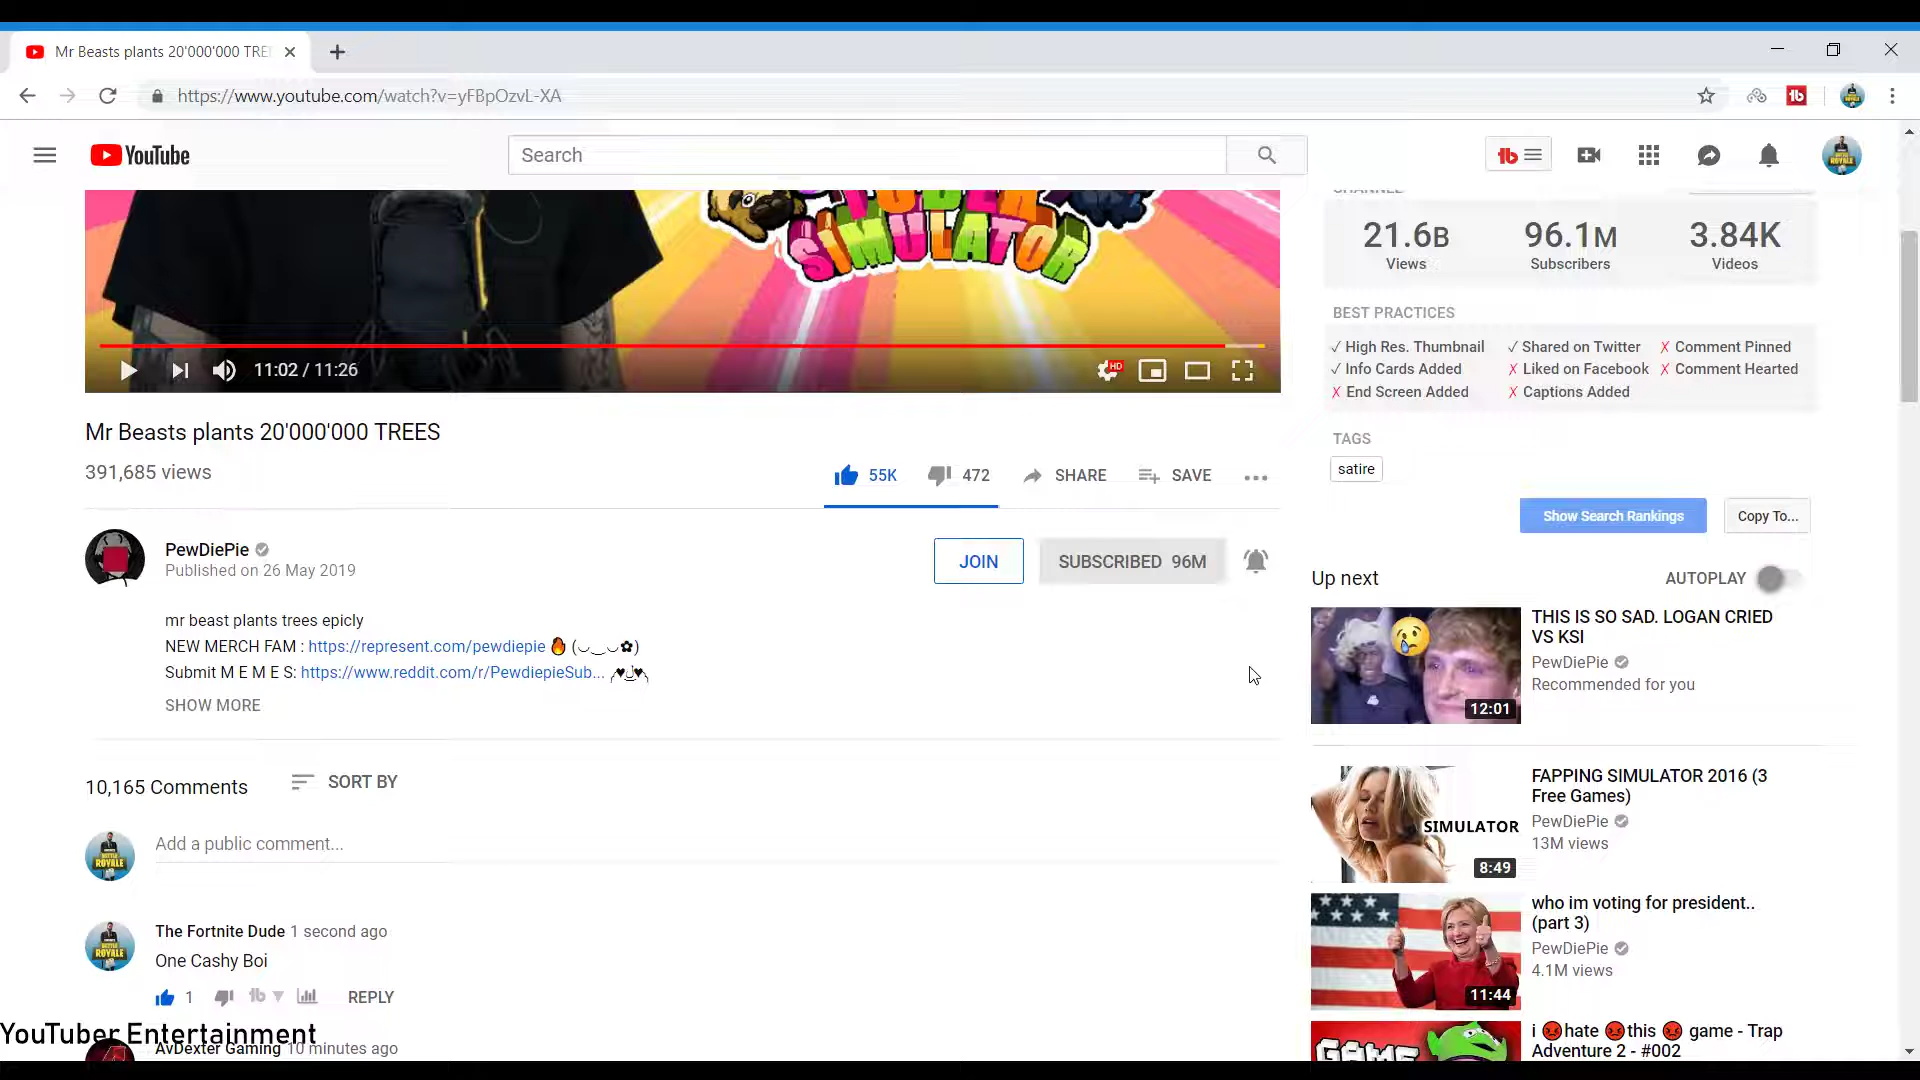 Mr Beasts plants 20'000'000 TRE
https://www.youtube.com/watch?v=yFBpOzvL-XA
YouTube
Search
TUBER
SIMULATOR
11:02 / 11:26
HD
CHANNEL
21.6B
Views
96.1M
Subscribers
3.84K
Videos
BEST PRACTICES
✓ High Res. Thumbnail
✓ Shared on Twitter
✗ Comment Pinned
✓ Info Cards Added
✗ Liked on Facebook
✗ Comment Hearted
✗ End Screen Added
✗ Captions Added
TAGS
satire
Show Search Rankings
Copy To...
Mr Beasts plants 20'000'000 TREES
391,685 views
55K
472
SHARE
SAVE
PewDiePie
Published on 26 May 2019
JOIN
SUBSCRIBED 96M
mr beast plants trees epicly
NEW MERCH FAM : https://represent.com/pewdiepie 🔥 (◡‿◡✿)
Submit M E M E S: https://www.reddit.com/r/PewdiepieSub...
SHOW MORE
10,165 Comments
SORT BY
Add a public comment...
The Fortnite Dude 1 second ago
One Cashy Boi
1
REPLY
AvDexter Gaming 10 minutes ago
YouTuber Entertainment
Up next
AUTOPLAY
THIS IS SO SAD. LOGAN CRIED
VS KSI
PewDiePie
Recommended for you
12:01
FAPPING SIMULATOR 2016 (3
Free Games)
PewDiePie
13M views
SIMULATOR
8:49
who im voting for president..
(part 3)
PewDiePie
4.1M views
11:44
i 😡hate 😡this 😡 game - Trap
Adventure 2 - #002
GAME